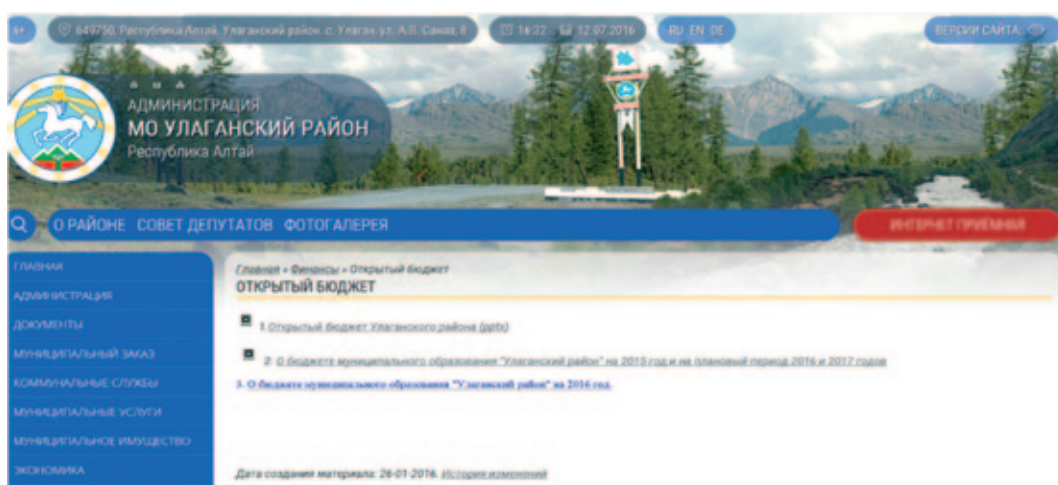 6+
649750, Республика Алтай, Улаганский район, с. Улаган, ул. А.В. Санаа, 8
16:22 12.07.2016
RU EN DE
ВЕРСИИ САЙТА:
АДМИНИСТРАЦИЯ
МО УЛАГАНСКИЙ РАЙОН
Республика Алтай
О РАЙОНЕ СОВЕТ ДЕПУТАТОВ ФОТОГАЛЕРЕЯ
ИНТЕРНЕТ ПРИЁМНАЯ
ГЛАВНАЯ
АДМИНИСТРАЦИЯ
ДОКУМЕНТЫ
МУНИЦИПАЛЬНЫЙ ЗАКАЗ
КОММУНАЛЬНЫЕ СЛУЖБЫ
МУНИЦИПАЛЬНЫЕ УСЛУГИ
МУНИЦИПАЛЬНОЕ ИМУЩЕСТВО
ЭКОНОМИКА
Главная » Финансы » Открытый бюджет
ОТКРЫТЫЙ БЮДЖЕТ
1. Открытый бюджет Улаганского района (pptx)
2. О бюджете муниципального образования "Улаганский район" на 2015 год и на плановый период 2016 и 2017 годов
3. О бюджете муниципального образования "Улаганский район" на 2016 год.
Дата создания материала: 26-01-2016. История изменений